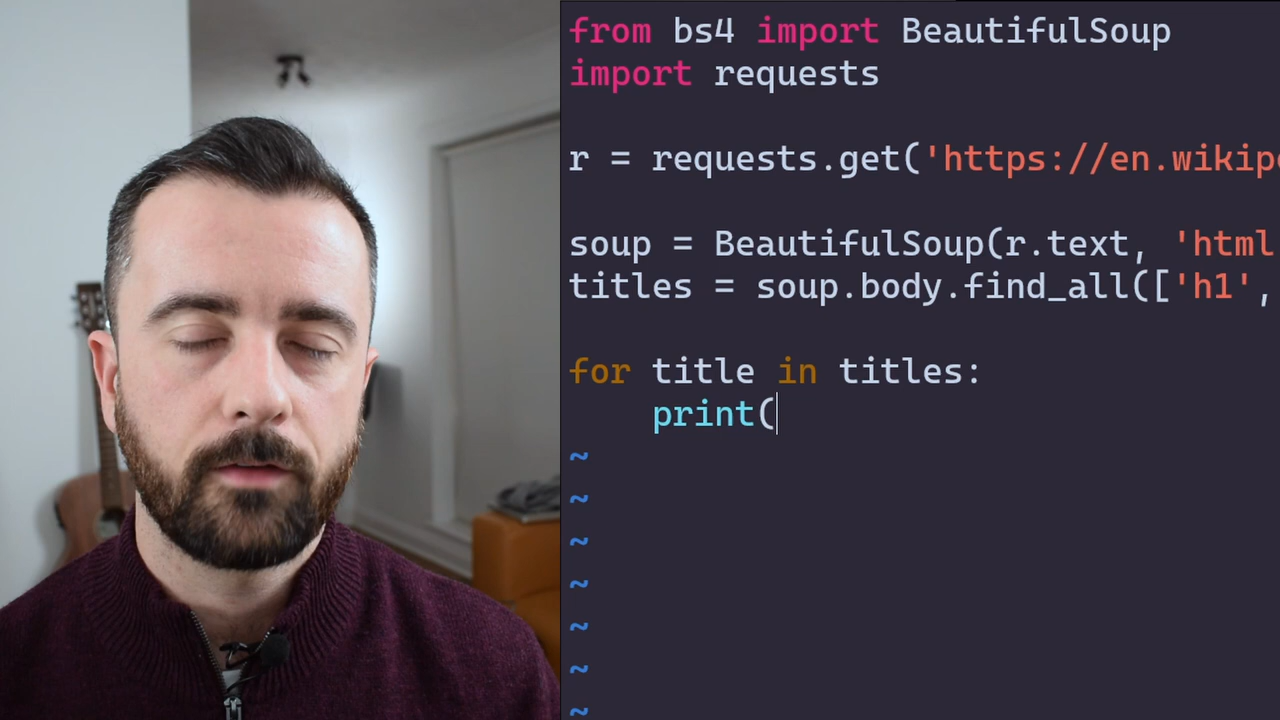 from bs4 import BeautifulSoup
import requests
r = requests.get('https://en.wikip
soup = BeautifulSoup(r.text, 'html
titles = soup.body.find_all(['h1',
for title in titles:
    print(
~
~
~
~
~
~
~